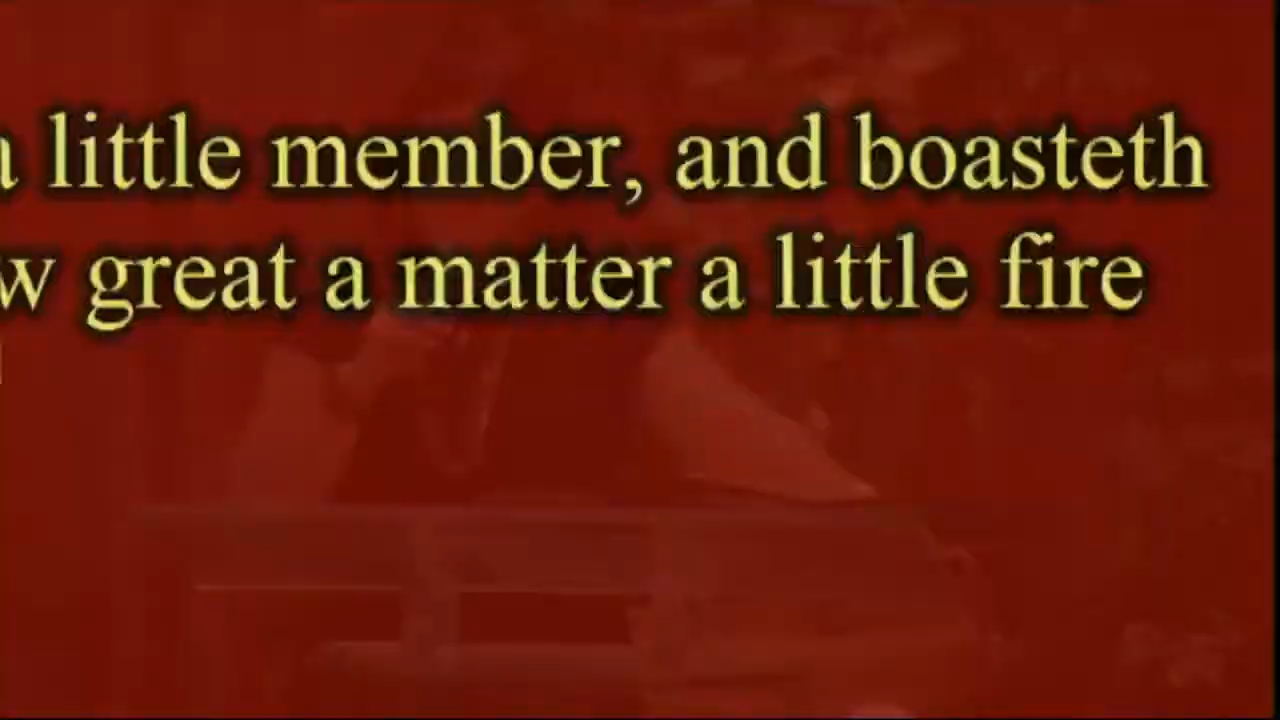 a little member, and boasteth
w great a matter a little fire